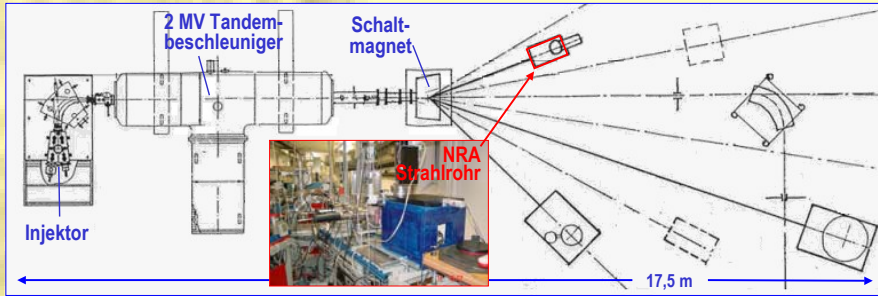 2 MV Tandem-
beschleuniger
Schalt-
magnet
NRA
Strahlrohr
Injektor
17,5 m